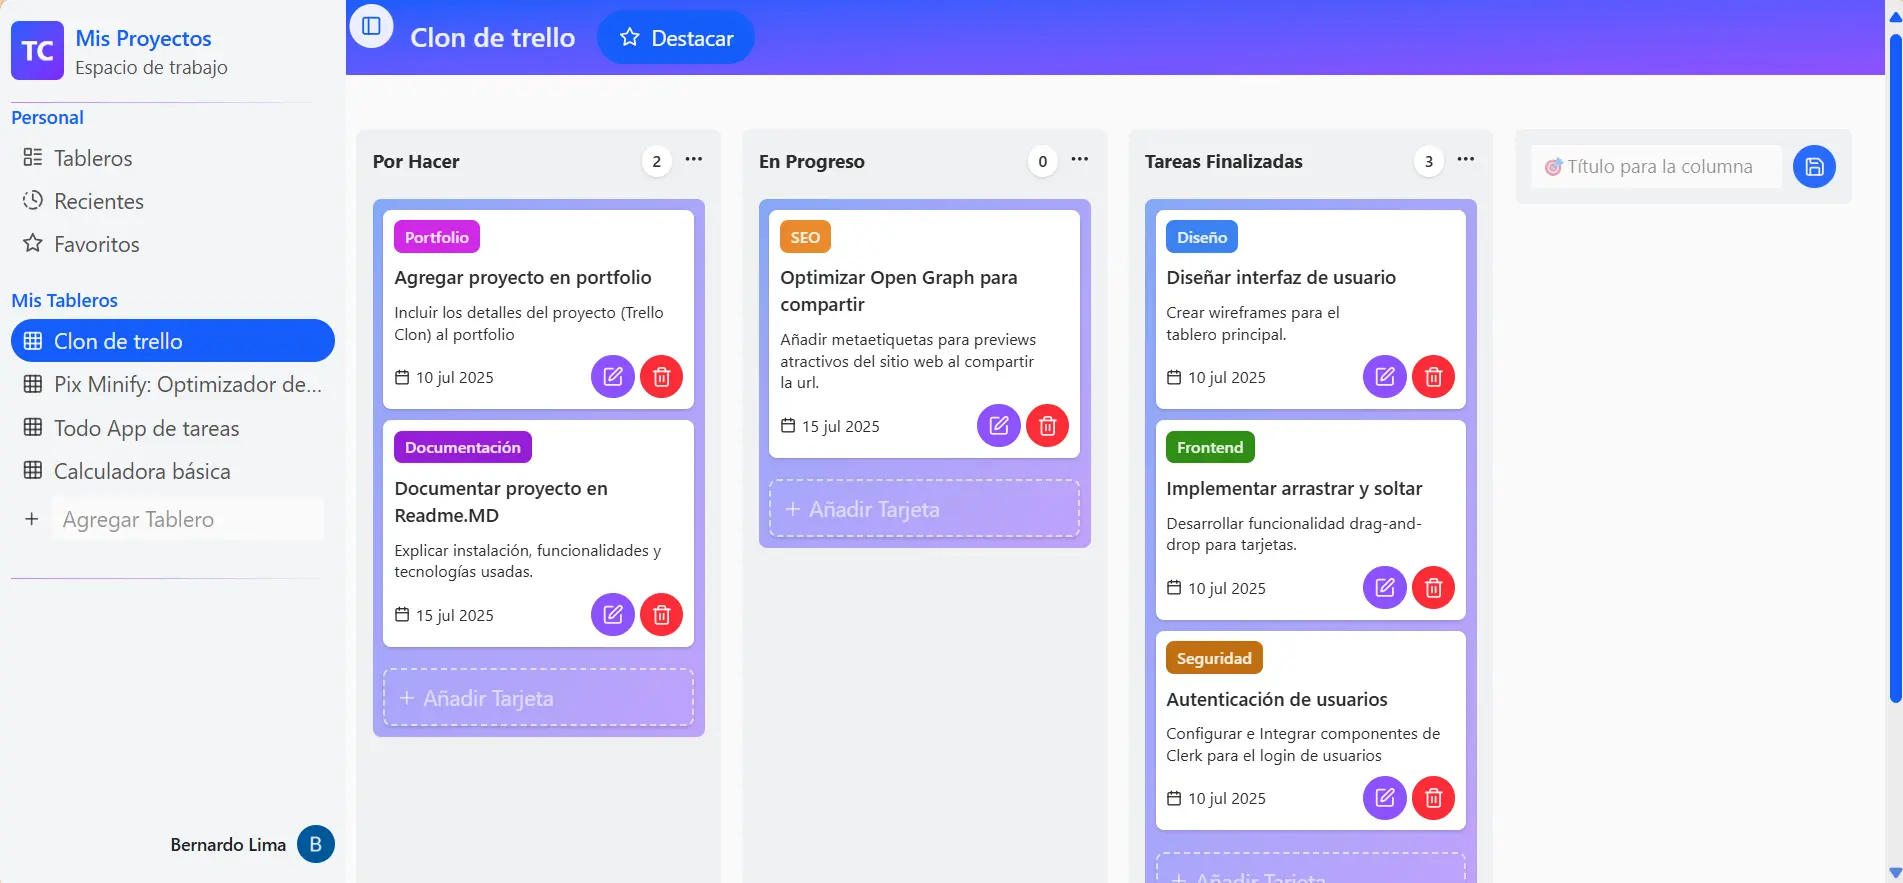 TC
Mis Proyectos
Espacio de trabajo
Personal
Tableros
Recientes
Favoritos
Mis Tableros
Clon de trello
Pix Minify: Optimizador de...
Todo App de tareas
Calculadora básica
+ Agregar Tablero
Bernardo Lima
B
Clon de trello
Destacar
Por Hacer
2
Portfolio
Agregar proyecto en portfolio
Incluir los detalles del proyecto (Trello
Clon) al portfolio
10 jul 2025
Documentación
Documentar proyecto en
Readme.MD
Explicar instalación, funcionalidades y
tecnologías usadas.
15 jul 2025
+ Añadir Tarjeta
En Progreso
0
SEO
Optimizar Open Graph para
compartir
Añadir metaetiquetas para previews
atractivos del sitio web al compartir
la url.
15 jul 2025
+ Añadir Tarjeta
Tareas Finalizadas
3
Diseño
Diseñar interfaz de usuario
Crear wireframes para el
tablero principal.
10 jul 2025
Frontend
Implementar arrastrar y soltar
Desarrollar funcionalidad drag-and-
drop para tarjetas.
10 jul 2025
Seguridad
Autenticación de usuarios
Configurar e Integrar componentes de
Clerk para el login de usuarios
10 jul 2025
+ Añadir Tarjeta
🎯 Título para la columna